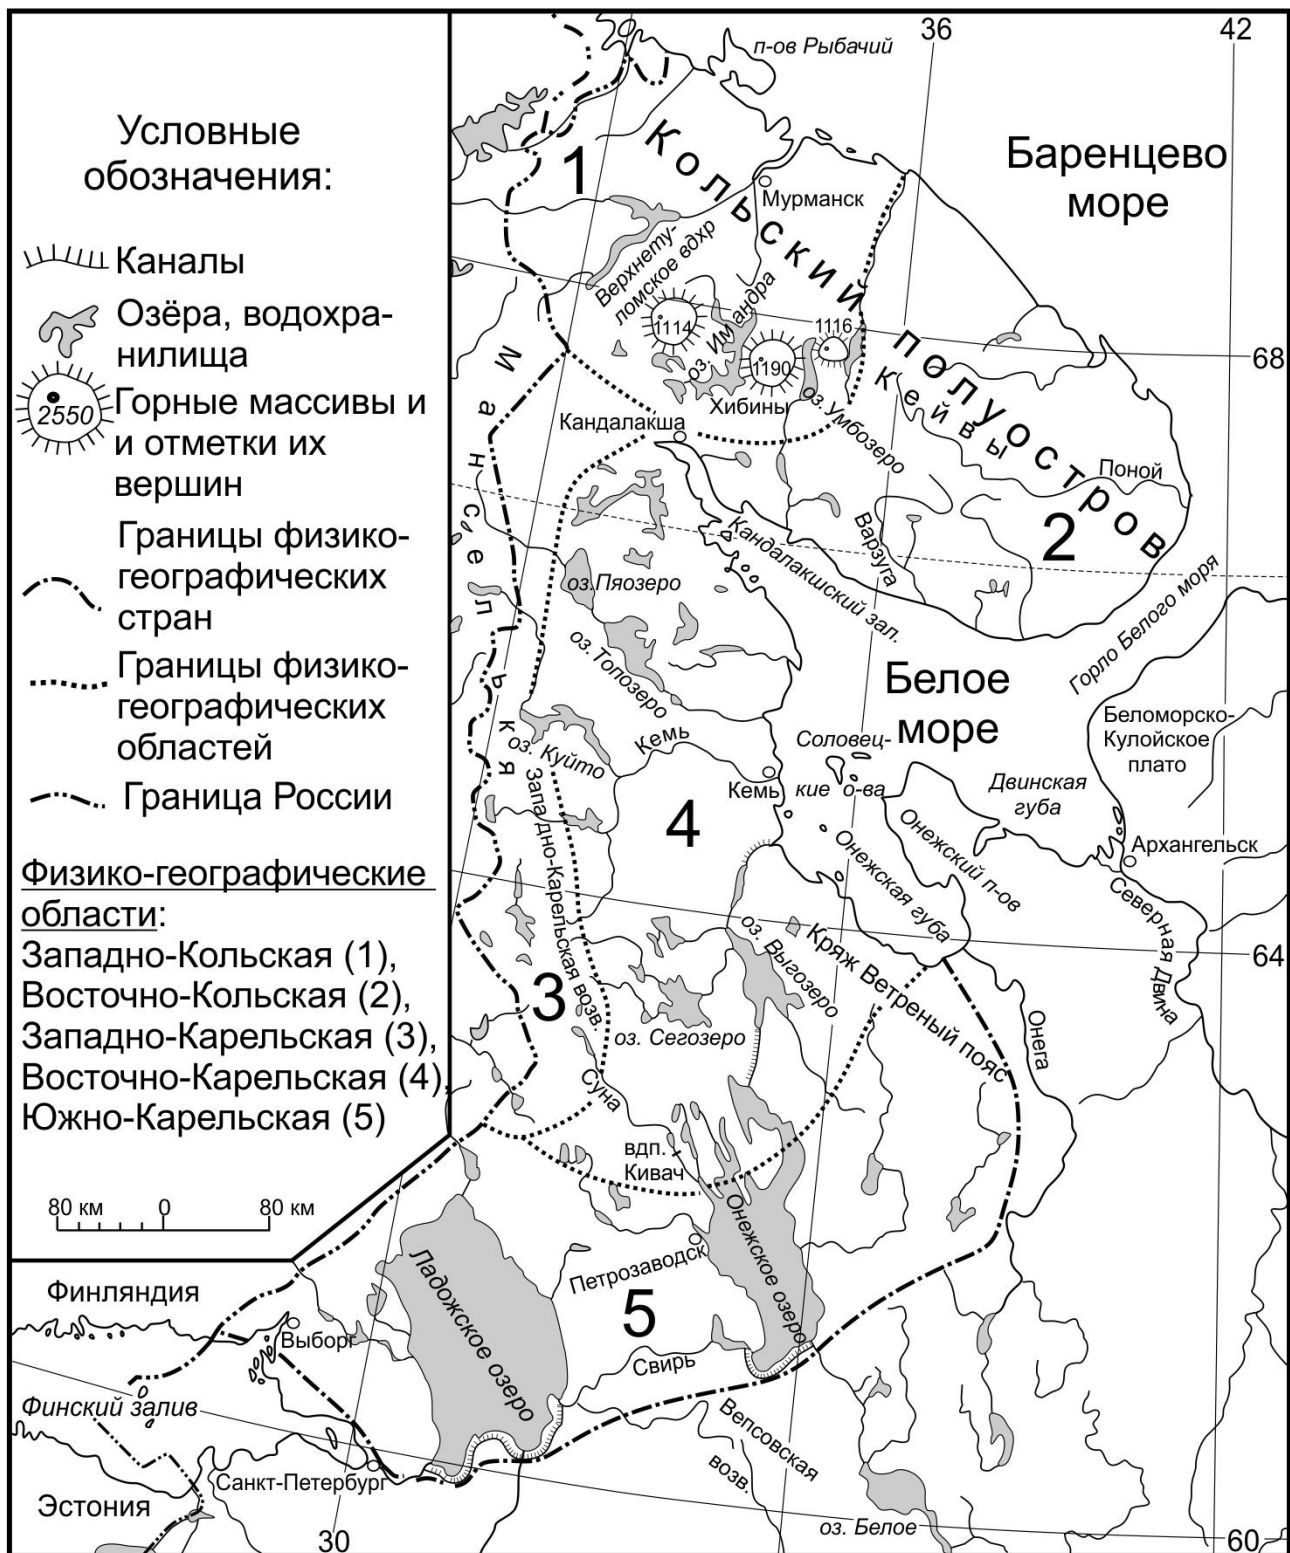 Условные
обозначения:
Каналы
Озёра, водохра-
нилища
2550
Горные массивы и
и отметки их
вершин
Границы физико-
географических
стран
Границы физико-
географических
областей
Граница России
Физико-географические
области:
Западно-Кольская (1),
Восточно-Кольская (2),
Западно-Карельская (3),
Восточно-Карельская (4),
Южно-Карельская (5)
80 км 0 80 км
36
42
п-ов Рыбачий
Баренцево
море
1
Кольский полуостров
Мурманск
Верхнету-
ломское вдхр
оз. Им андра
1114
1190
1116
68
Хибины
оз. Умбозеро
Кейвы
Кандалакша
Поной
2
Манселькя
Варзуга
Кандалакшский зал.
оз.Пяозеро
оз.Топозеро
Горло Белого моря
Белое
море
оз. Куйто
Кемь
Кемь
Соловец-
кие о-ва
Беломорско-
Кулойское
плато
Двинская
губа
Западно-Карельская возв.
4
Онежский п-ов
Онежская губа
Архангельск
Северная Двина
оз. Выгозеро
Кряж Ветреный пояс
64
3
оз. Сегозеро
Онега
Суна
вдп.
Кивач
Онежское озеро
Петрозаводск
5
Ладожское озеро
Свирь
Финляндия
Выборг
Финский залив
Санкт-Петербург
Эстония
Вепсовская
возв.
оз. Белое
30
60